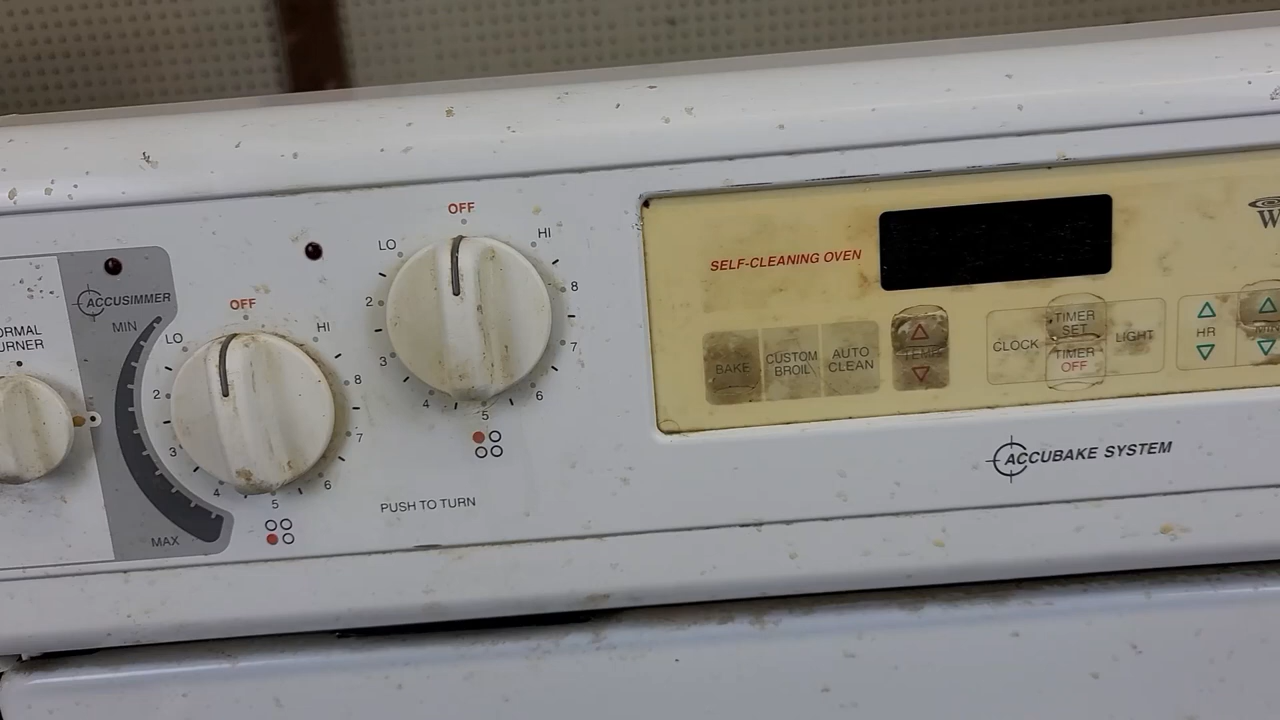 ACCUSIMMER
MIN
MAX
OFF
LO
HI
2
3
4
5
6
7
8
OFF
LO
HI
2
3
4
5
6
7
8
PUSH TO TURN
SELF-CLEANING OVEN
BAKE
CUSTOM
BROIL
AUTO
CLEAN
TEMP
CLOCK
TIMER
SET
TIMER
OFF
LIGHT
HR
ACCUBAKE SYSTEM